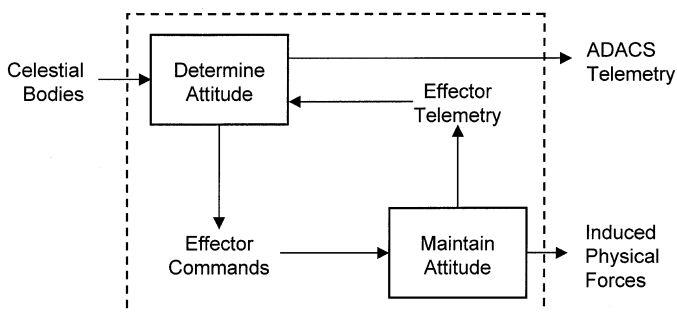 Celestial
Bodies
Determine
Attitude
ADACS
Telemetry
Effector
Telemetry
Effector
Commands
Maintain
Attitude
Induced
Physical
Forces